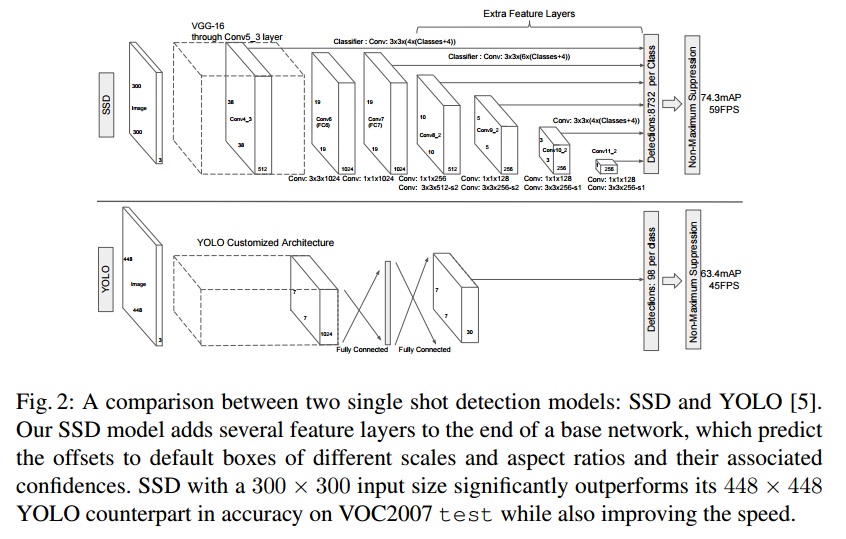 Extra Feature Layers
VGG-16
through Conv5_3 layer
Classifier : Conv: 3x3x(4x(Classes+4))
Classifier : Conv: 3x3x(6x(Classes+4))
SSD
300
Image
300
3
38
Conv4_3
38
512
19
Conv6
(FC6)
19
1024
19
Conv7
(FC7)
19
1024
10
Conv8_2
10
512
5
Conv9_2
5
256
Conv: 3x3x(4x(Classes+4))
3
Conv10_2
3
256
Conv11_2
1
256
Conv: 3x3x1024
Conv: 1x1x1024
Conv: 1x1x256
Conv: 3x3x512-s2
Conv: 1x1x128
Conv: 3x3x256-s2
Conv: 1x1x128
Conv: 3x3x256-s1
Conv: 1x1x128
Conv: 3x3x256-s1
Detections:8732 per Class
Non-Maximum Suppression
74.3mAP
59FPS
YOLO
YOLO Customized Architecture
448
Image
448
3
7
7
1024
Fully Connected
Fully Connected
7
7
30
Detections: 98 per class
Non-Maximum Suppression
63.4mAP
45FPS
Fig. 2: A comparison between two single shot detection models: SSD and YOLO [5].
Our SSD model adds several feature layers to the end of a base network, which predict
the offsets to default boxes of different scales and aspect ratios and their associated
confidences. SSD with a 300 × 300 input size significantly outperforms its 448 × 448
YOLO counterpart in accuracy on VOC2007 test while also improving the speed.